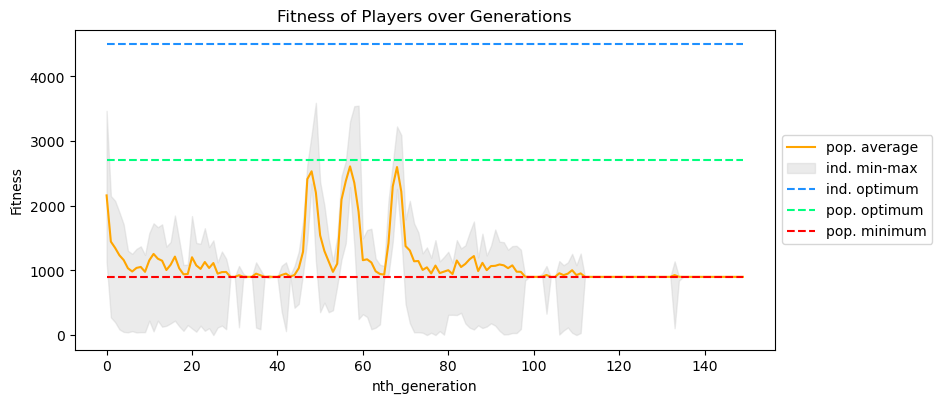 Fitness of Players over Generations
Fitness
4000
3000
2000
1000
0
0
20
40
60
80
100
120
140
nth_generation
pop. average
ind. min-max
ind. optimum
pop. optimum
pop. minimum